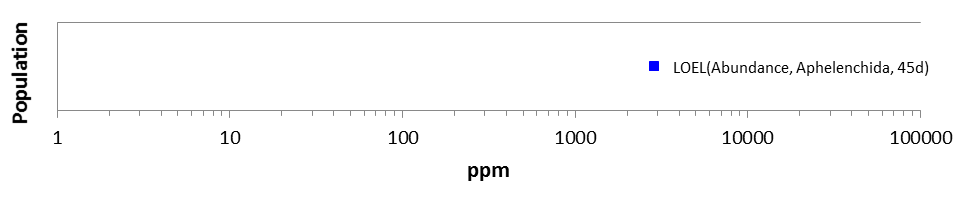 Population
LOEL(Abundance, Aphelenchida, 45d)
1 10 100 1000 10000 100000
ppm